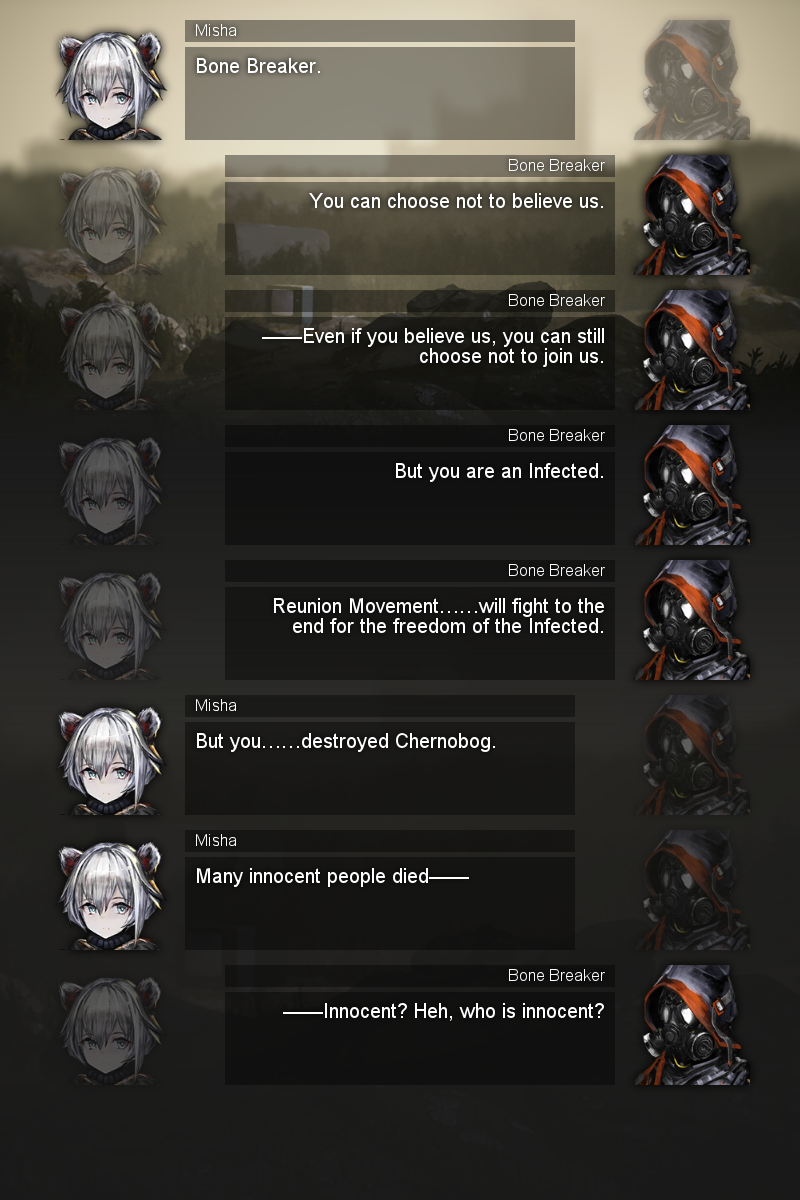 Misha
Bone Breaker.
Bone Breaker
You can choose not to believe us.
Bone Breaker
——Even if you believe us, you can still
choose not to join us.
Bone Breaker
But you are an Infected.
Bone Breaker
Reunion Movement……will fight to the
end for the freedom of the Infected.
Misha
But you……destroyed Chernobog.
Misha
Many innocent people died——
Bone Breaker
——Innocent? Heh, who is innocent?